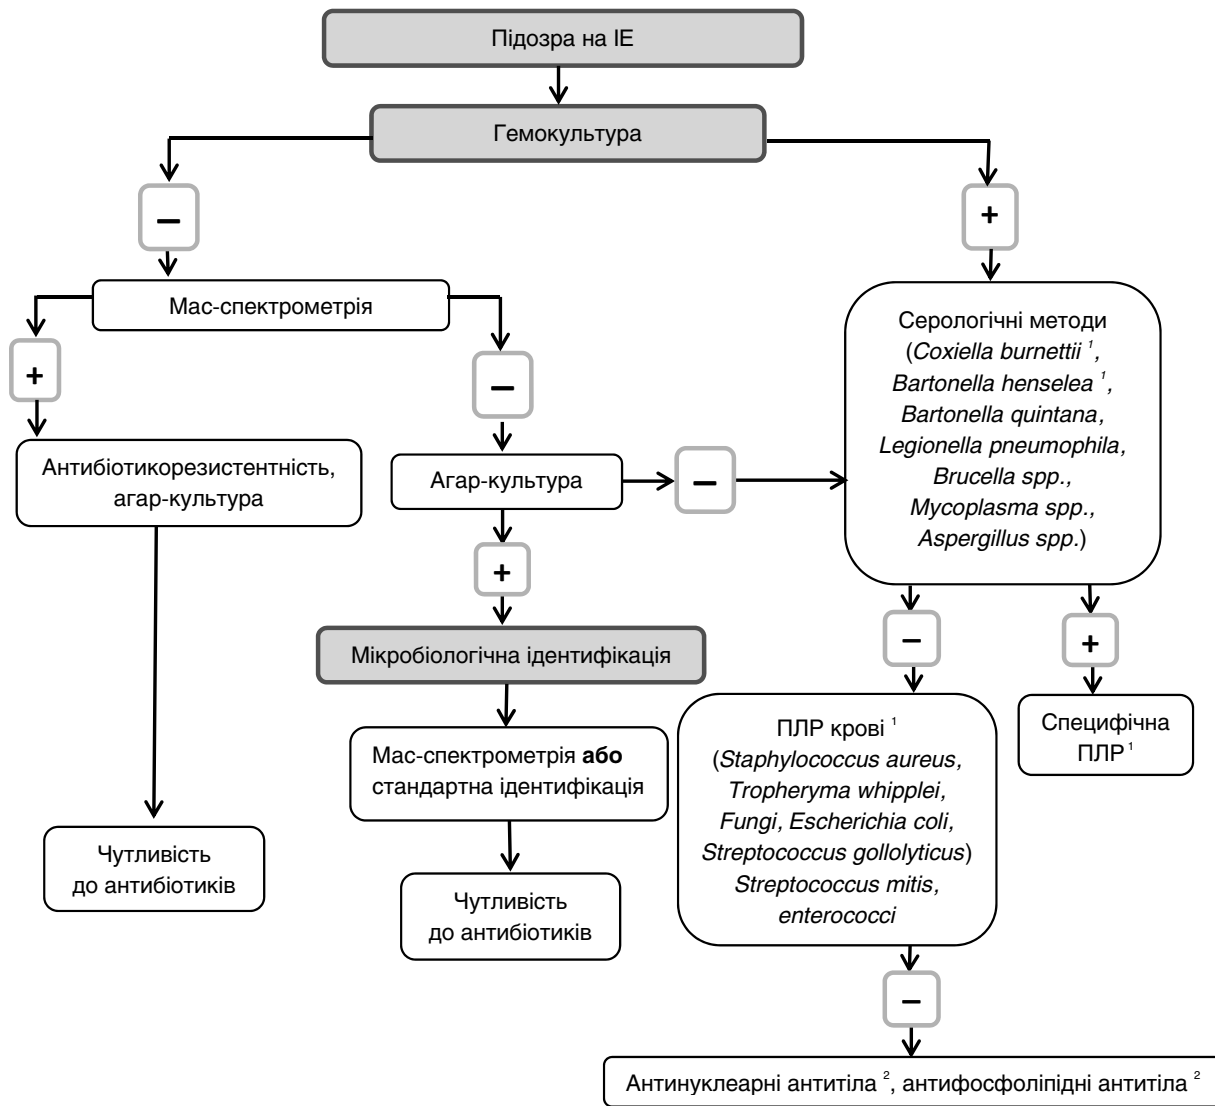 Підозра на ІЕ
Гемокультура
–
+
Мас-спектрометрія
+
–
Серологічні методи
(Coxiella burnettii ¹,
Bartonella henselea ¹,
Bartonella quintana,
Legionella pneumophila,
Brucella spp.,
Mycoplasma spp.,
Aspergillus spp.)
Антибіотикорезистентність,
агар-культура
Агар-культура
–
+
–
+
Мікробіологічна ідентифікація
Мас-спектрометрія або
стандартна ідентифікація
ПЛР крові ¹
(Staphylococcus aureus,
Tropheryma whipplei,
Fungi, Escherichia coli,
Streptococcus gollolyticus)
Streptococcus mitis,
enterococci
Специфічна
ПЛР ¹
Чутливість
до антибіотиків
Чутливість
до антибіотиків
–
Антинуклеарні антитіла ², антифосфоліпідні антитіла ²